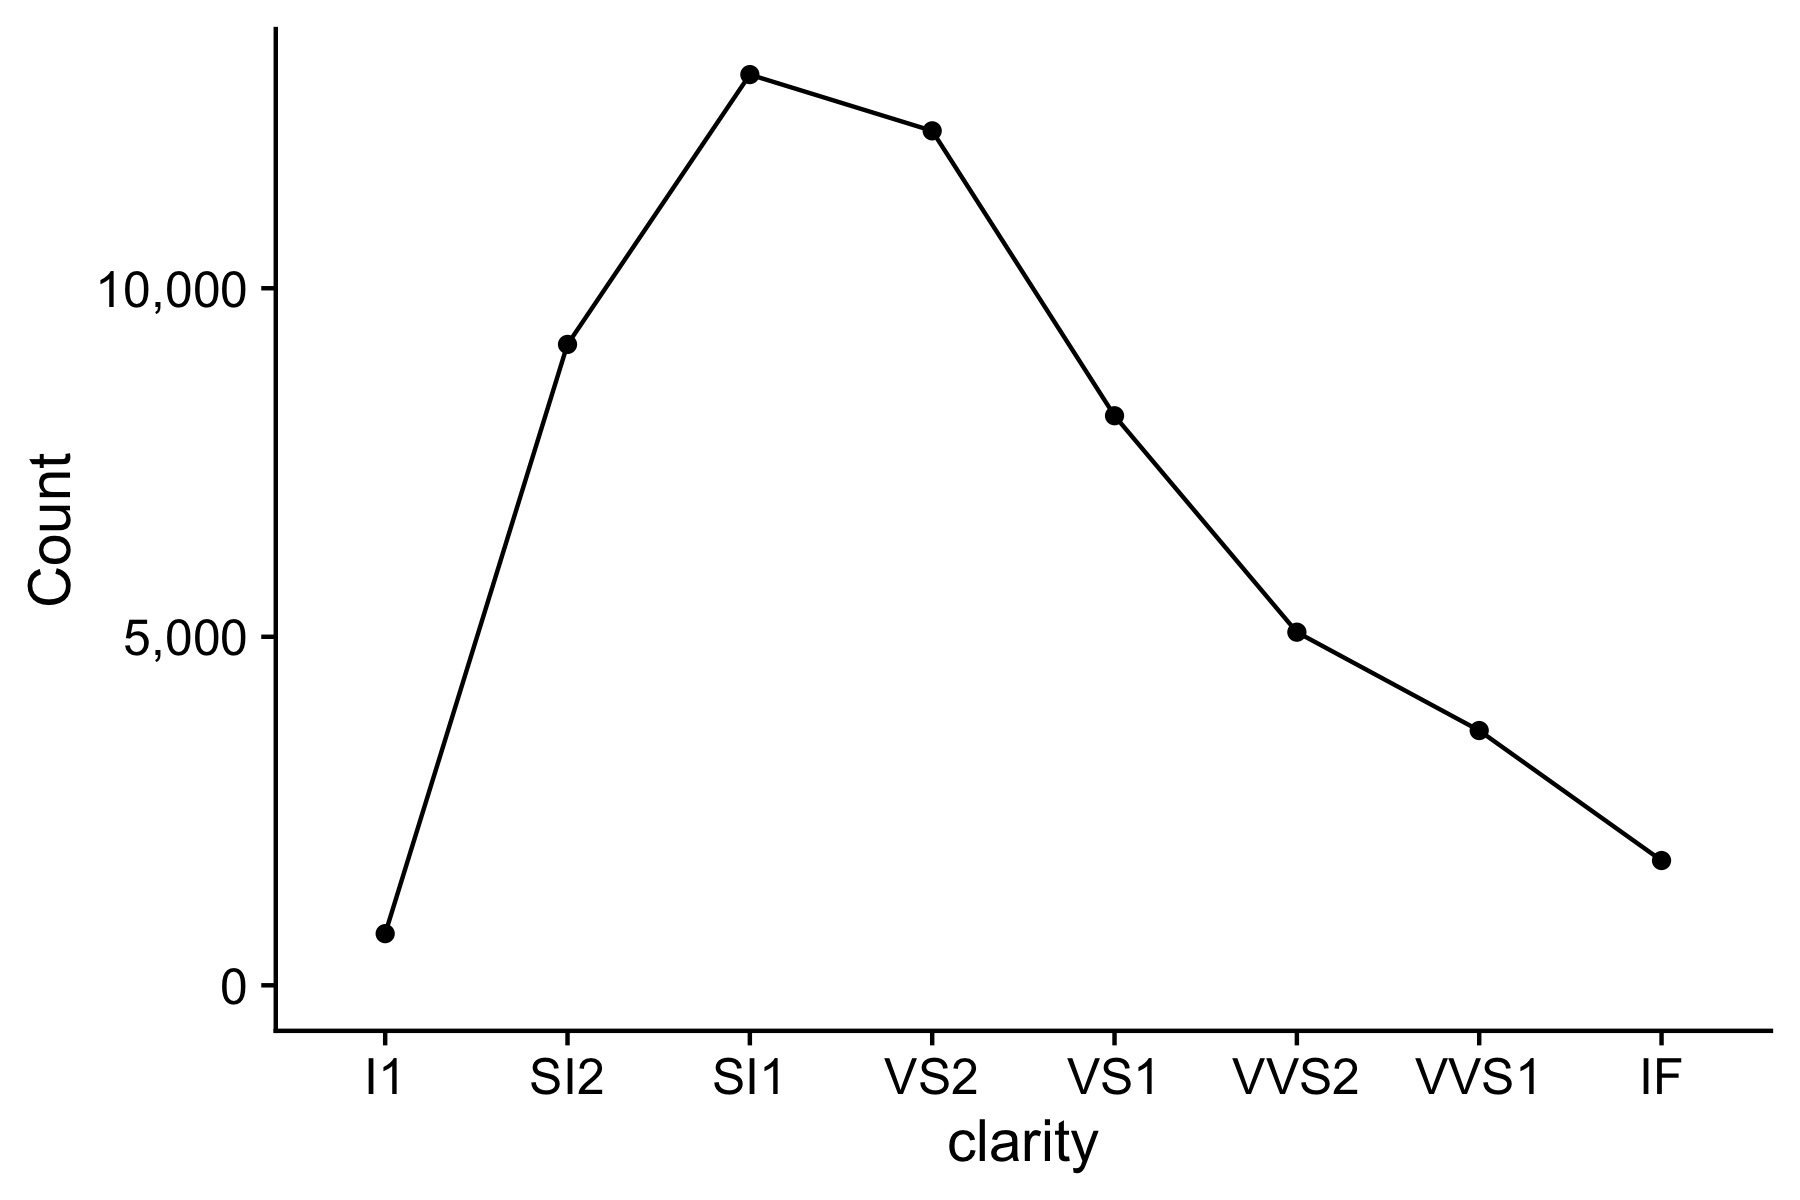 10,000
5,000
0
Count
I1 SI2 SI1 VS2 VS1 VVS2 VVS1 IF
clarity